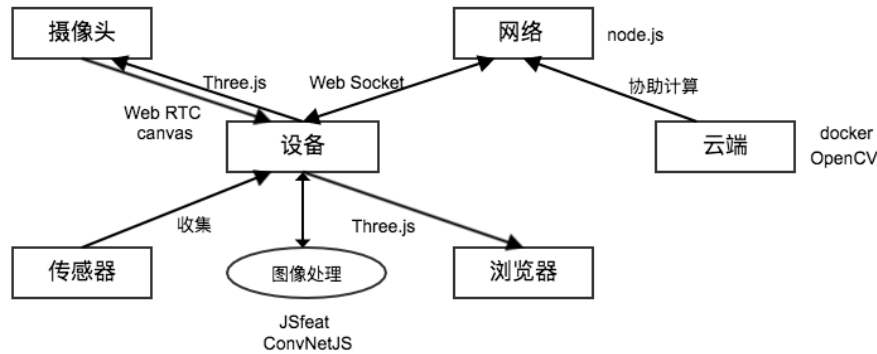 摄像头
网络
node.js
Three.js
Web Socket
协助计算
Web RTC
canvas
设备
云端
docker
OpenCV
收集
Three.js
传感器
图像处理
浏览器
JSfeat
ConvNetJS